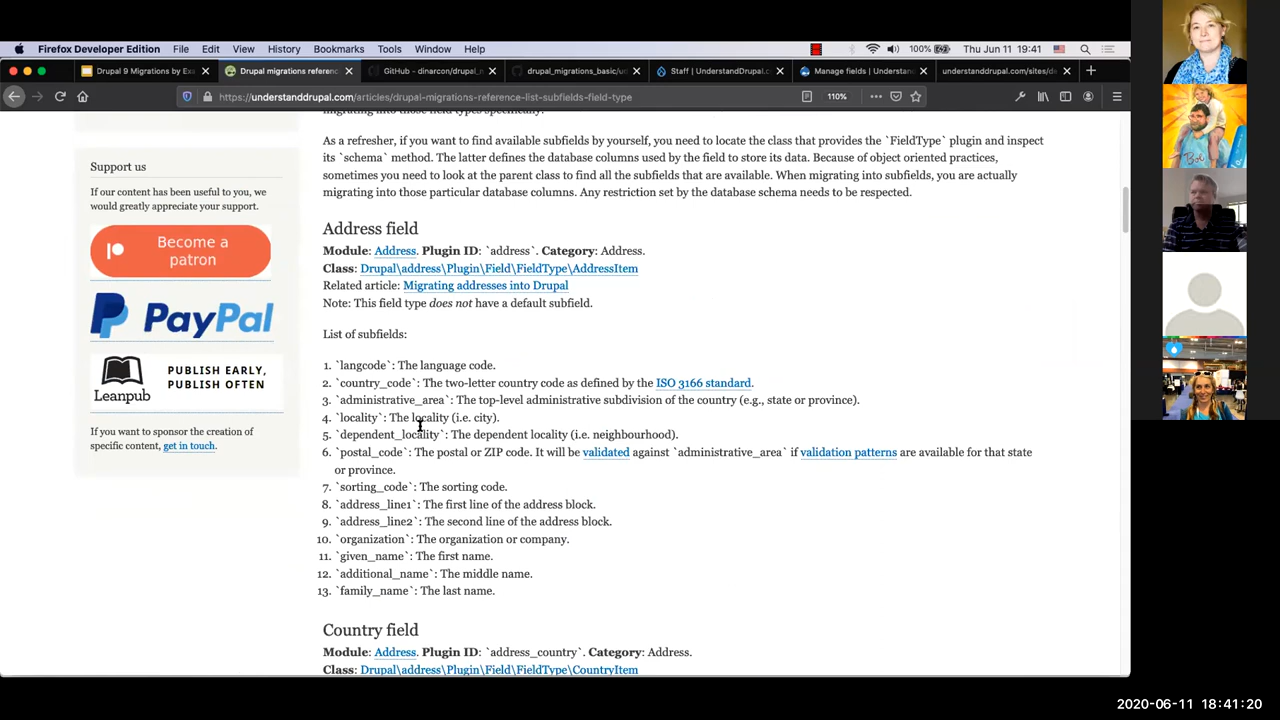 Firefox Developer Edition File Edit View History Bookmarks Tools Window Help 100% Thu Jun 11 19:41
Drupal 9 Migrations by Exa
Drupal migrations referenc
GitHub - dinarcon/drupal_m
drupal_migrations_basic/us
Staff | UnderstandDrupal.co
Manage fields | Understand
understanddrupal.com/sites/de
https://understanddrupal.com/articles/drupal-migrations-reference-list-subfields-field-type 110%
migrating into those field types specifically.
As a refresher, if you want to find available subfields by yourself, you need to locate the class that provides the `FieldType` plugin and inspect
its `schema` method. The latter defines the database columns used by the field to store its data. Because of object oriented practices,
sometimes you need to look at the parent class to find all the subfields that are available. When migrating into subfields, you are actually
migrating into those particular database columns. Any restriction set by the database schema needs to be respected.
Support us
If our content has been useful to you, we
would greatly appreciate your support.
Become a
patron
PayPal
Leanpub
PUBLISH EARLY,
PUBLISH OFTEN
If you want to sponsor the creation of
specific content, get in touch.
Address field
Module: Address. Plugin ID: `address`. Category: Address.
Class: Drupal\address\Plugin\Field\FieldType\AddressItem
Related article: Migrating addresses into Drupal
Note: This field type does not have a default subfield.
List of subfields:
1. `langcode`: The language code.
2. `country_code`: The two-letter country code as defined by the ISO 3166 standard.
3. `administrative_area`: The top-level administrative subdivision of the country (e.g., state or province).
4. `locality`: The locality (i.e. city).
5. `dependent_locality`: The dependent locality (i.e. neighbourhood).
6. `postal_code`: The postal or ZIP code. It will be validated against `administrative_area` if validation patterns are available for that state
or province.
7. `sorting_code`: The sorting code.
8. `address_line1`: The first line of the address block.
9. `address_line2`: The second line of the address block.
10. `organization`: The organization or company.
11. `given_name`: The first name.
12. `additional_name`: The middle name.
13. `family_name`: The last name.
Country field
Module: Address. Plugin ID: `address_country`. Category: Address.
Class: Drupal\address\Plugin\Field\FieldType\CountryItem
2020-06-11 18:41:20